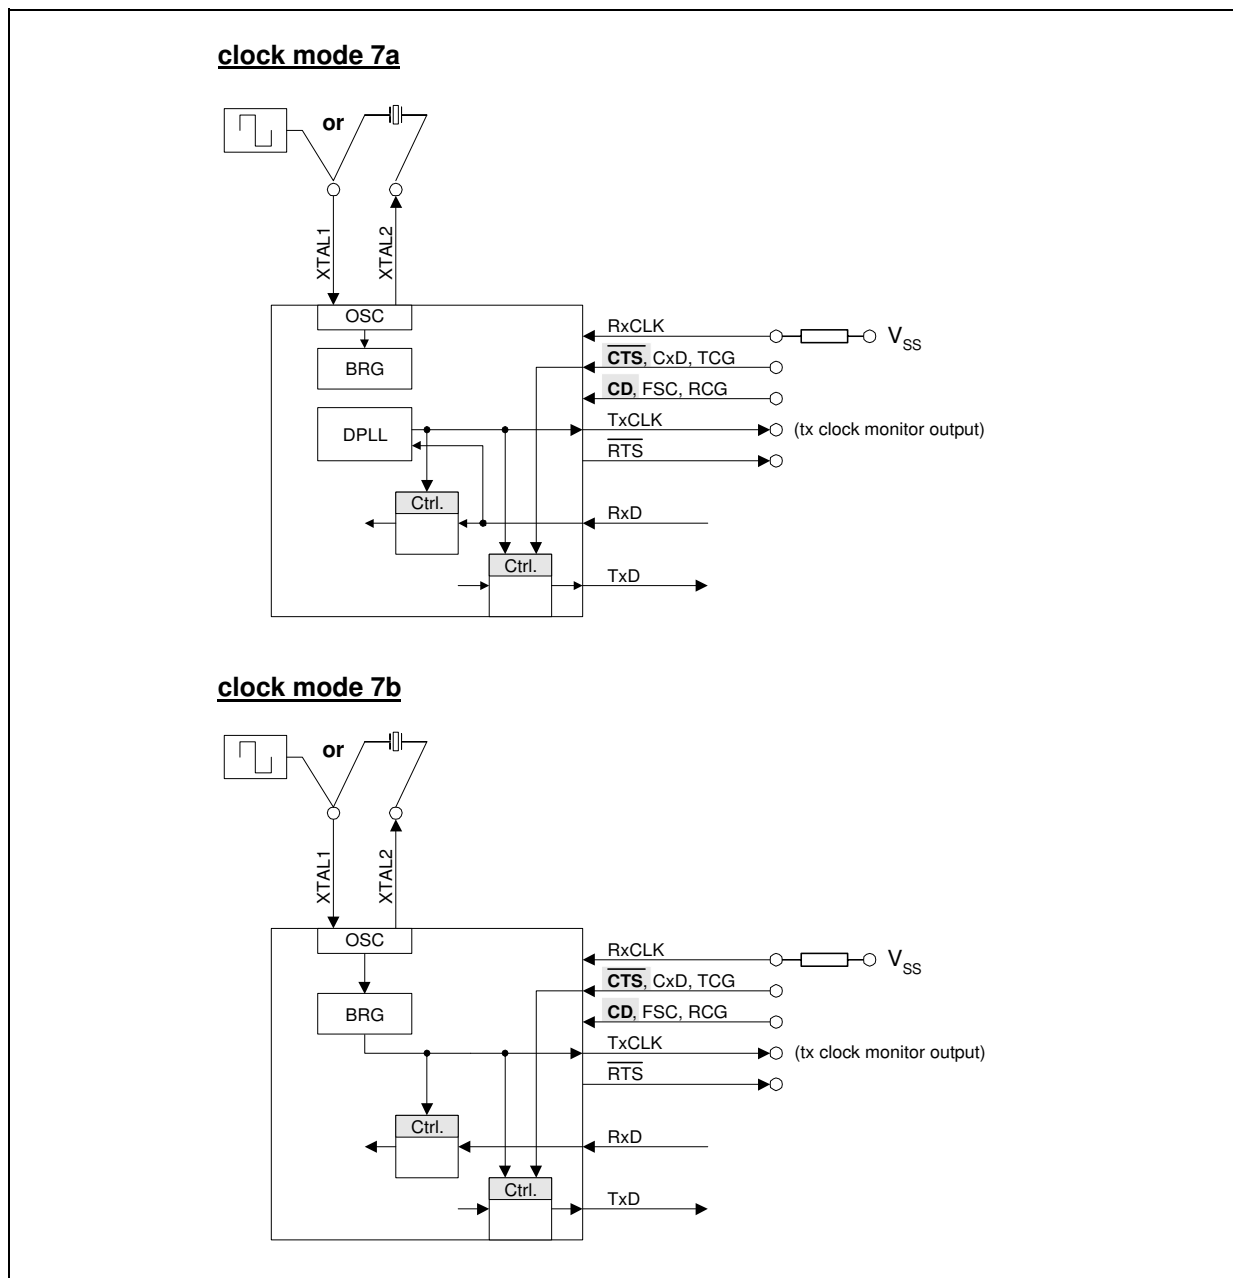 clock mode 7a
or
XTAL1
XTAL2
OSC
BRG
DPLL
Ctrl.
Ctrl.
RxCLK
VSS
CTS, CxD, TCG
CD, FSC, RCG
TxCLK
(tx clock monitor output)
RTS
RxD
TxD
clock mode 7b
or
XTAL1
XTAL2
OSC
BRG
Ctrl.
Ctrl.
RxCLK
VSS
CTS, CxD, TCG
CD, FSC, RCG
TxCLK
(tx clock monitor output)
RTS
RxD
TxD